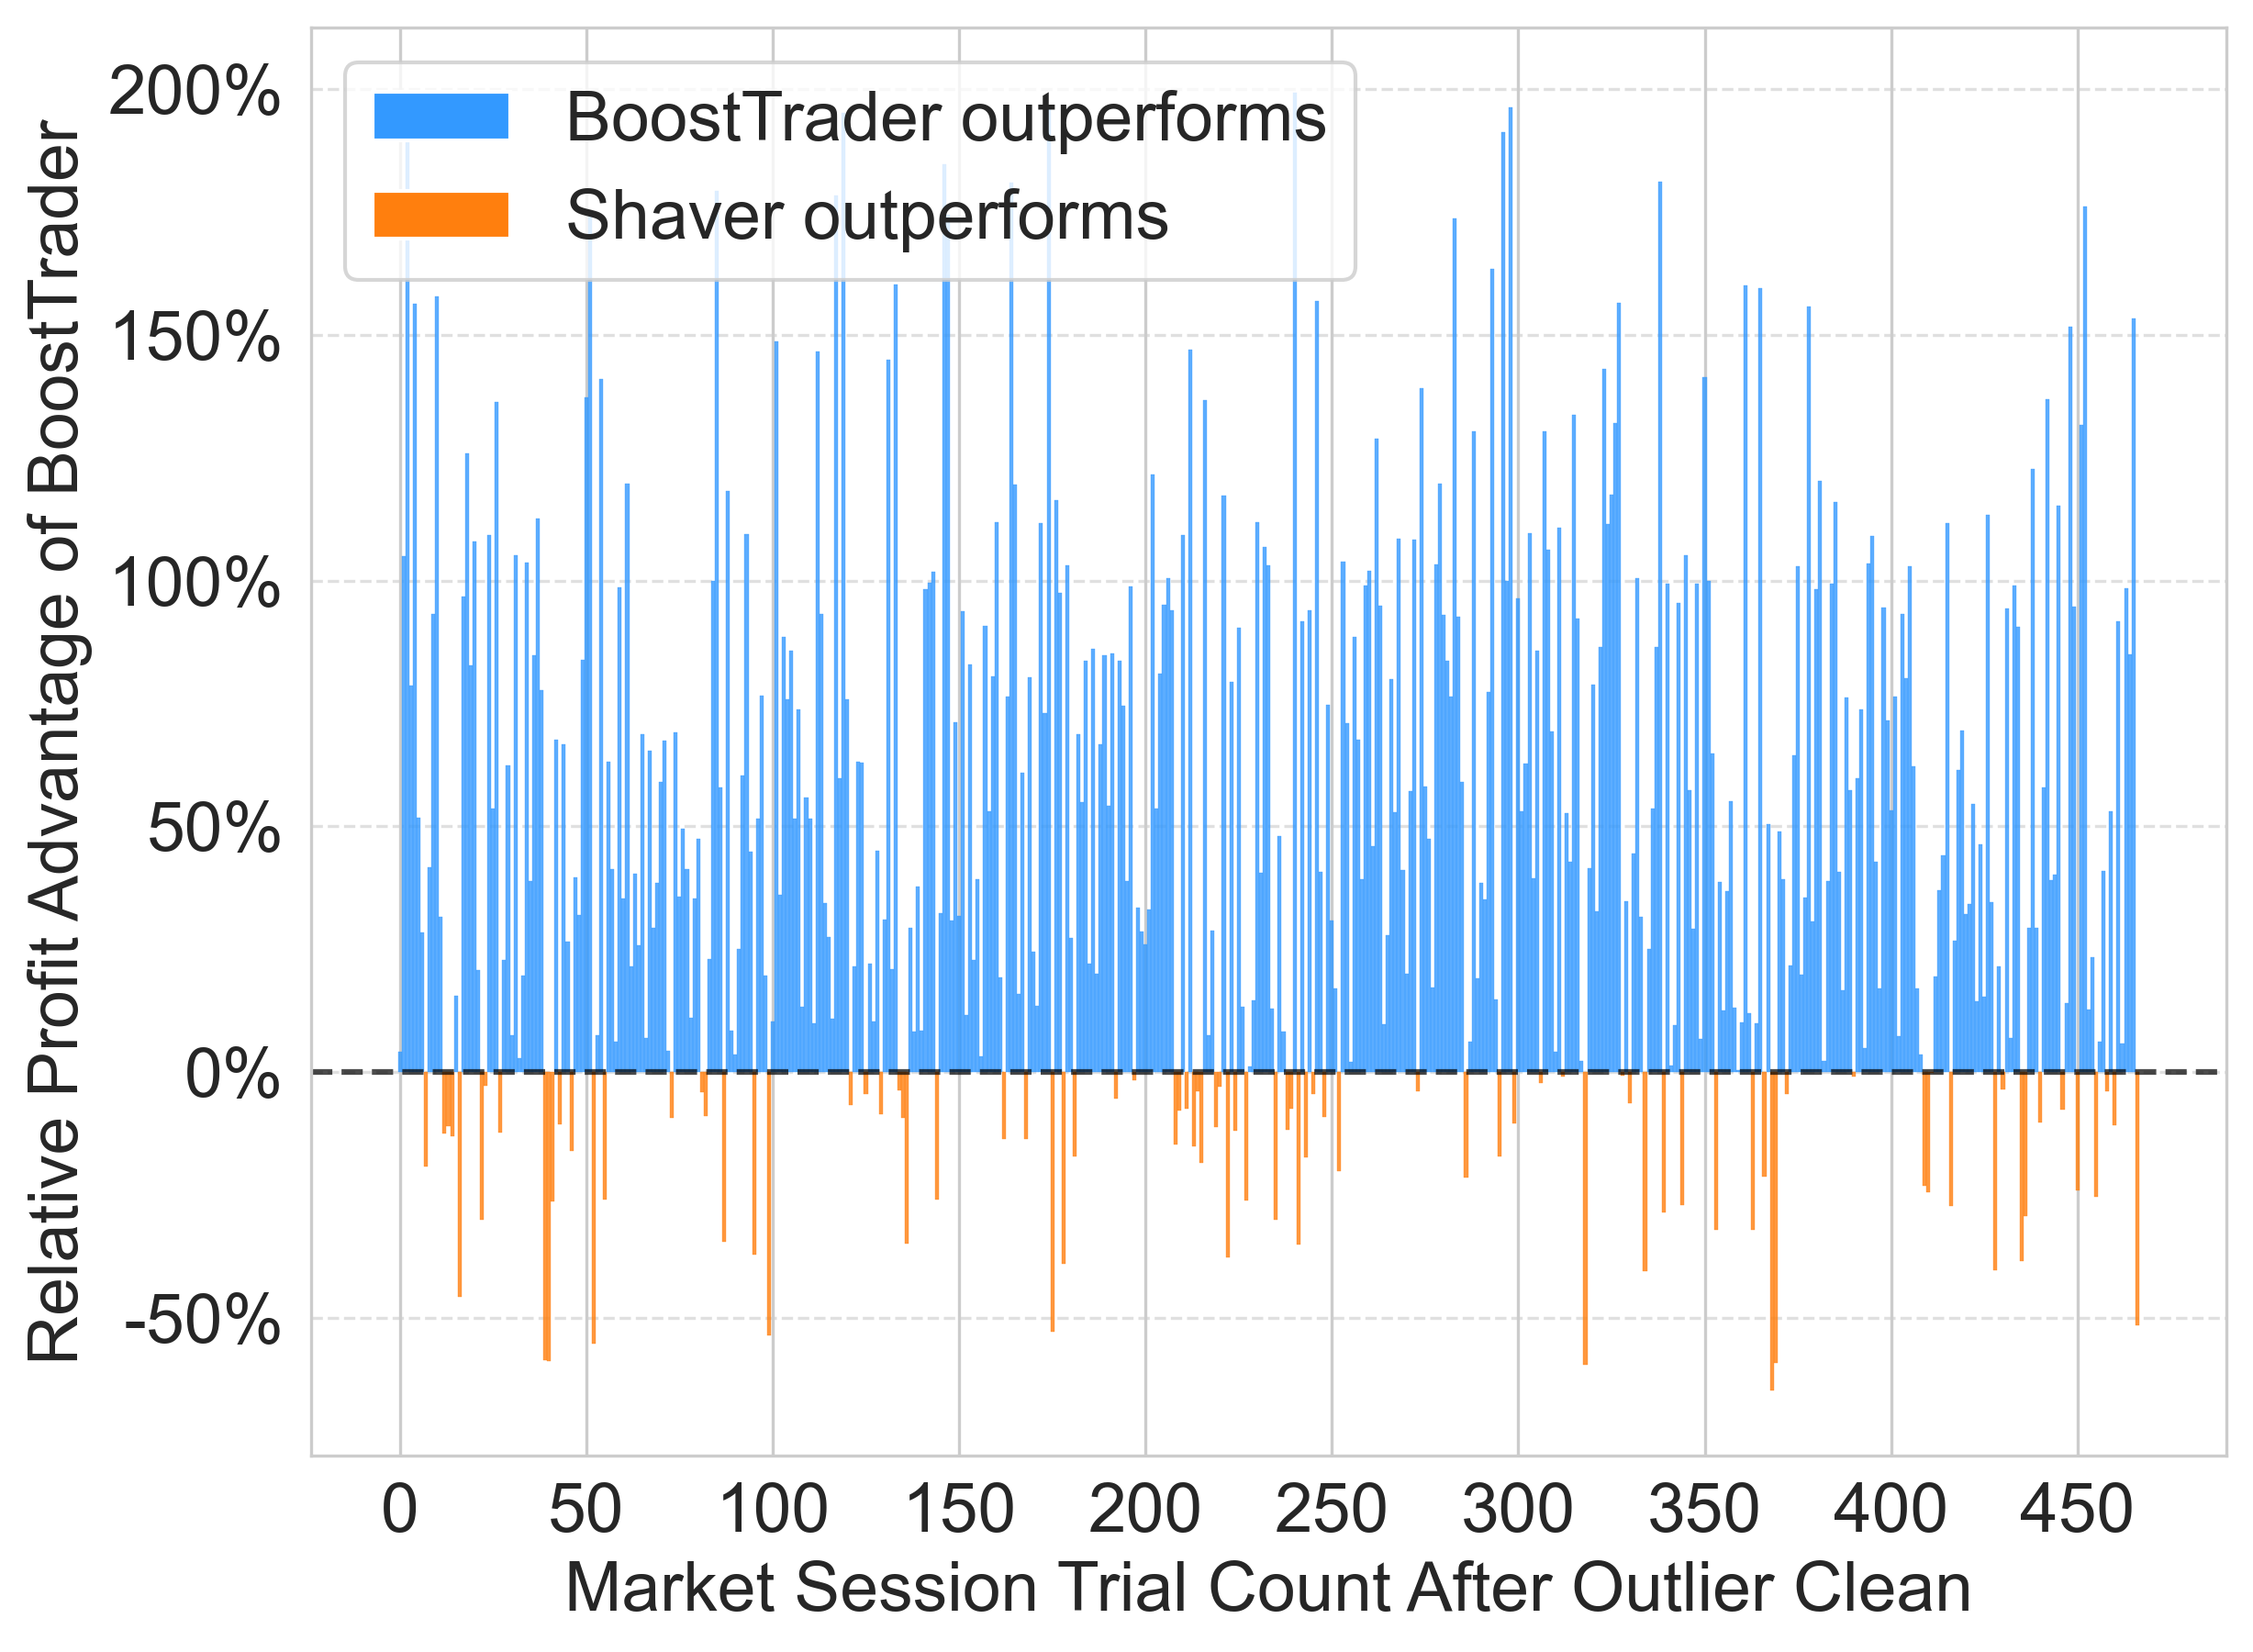 Relative Profit Advantage of BoostTrader
200%
150%
100%
50%
0%
-50%
BoostTrader outperforms
Shaver outperforms
0 50 100 150 200 250 300 350 400 450
Market Session Trial Count After Outlier Clean